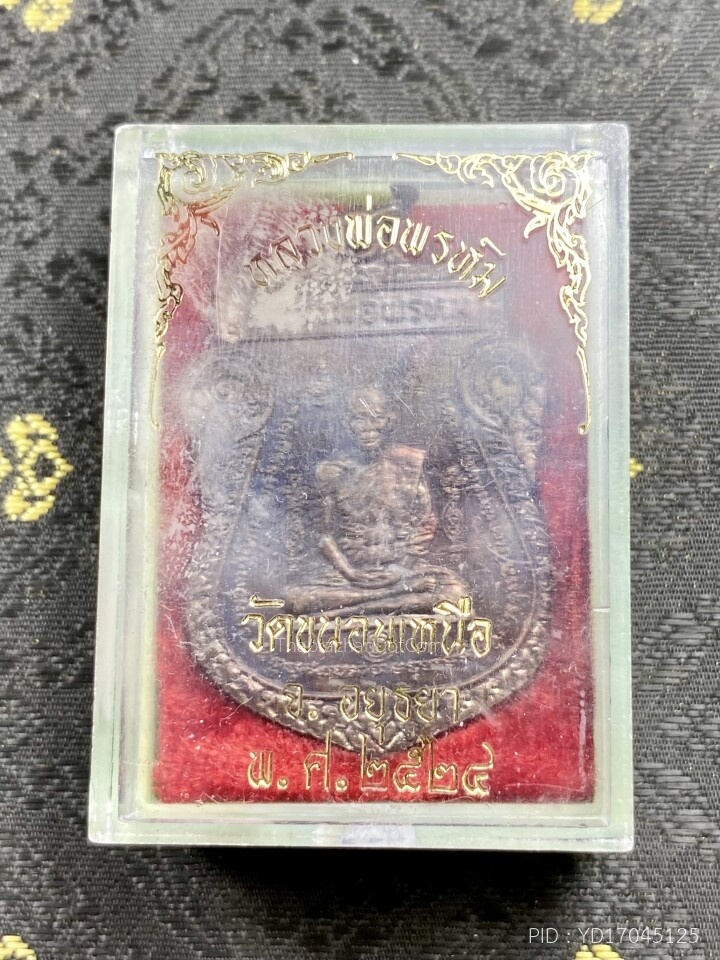 หลวงพ่อพรหม
วัดขนอนเหนือ
จ. อยุธยา
พ.ศ.๒๕๒๔
PID : YD17045125